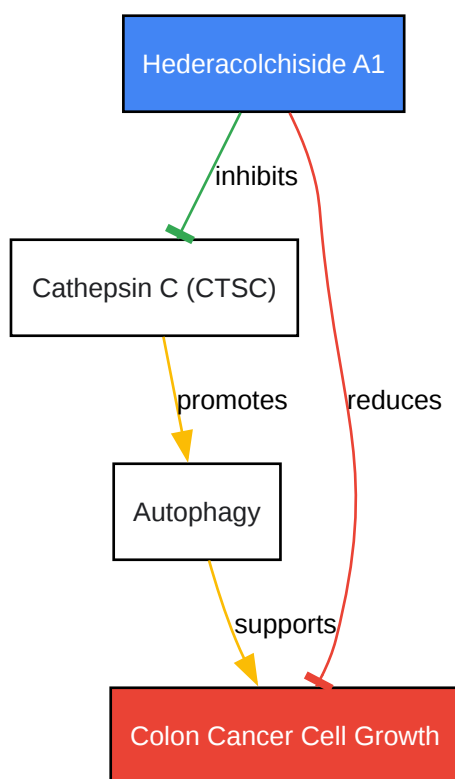 Hederacolchiside A1
inhibits
Cathepsin C (CTSC)
promotes
reduces
Autophagy
supports
Colon Cancer Cell Growth